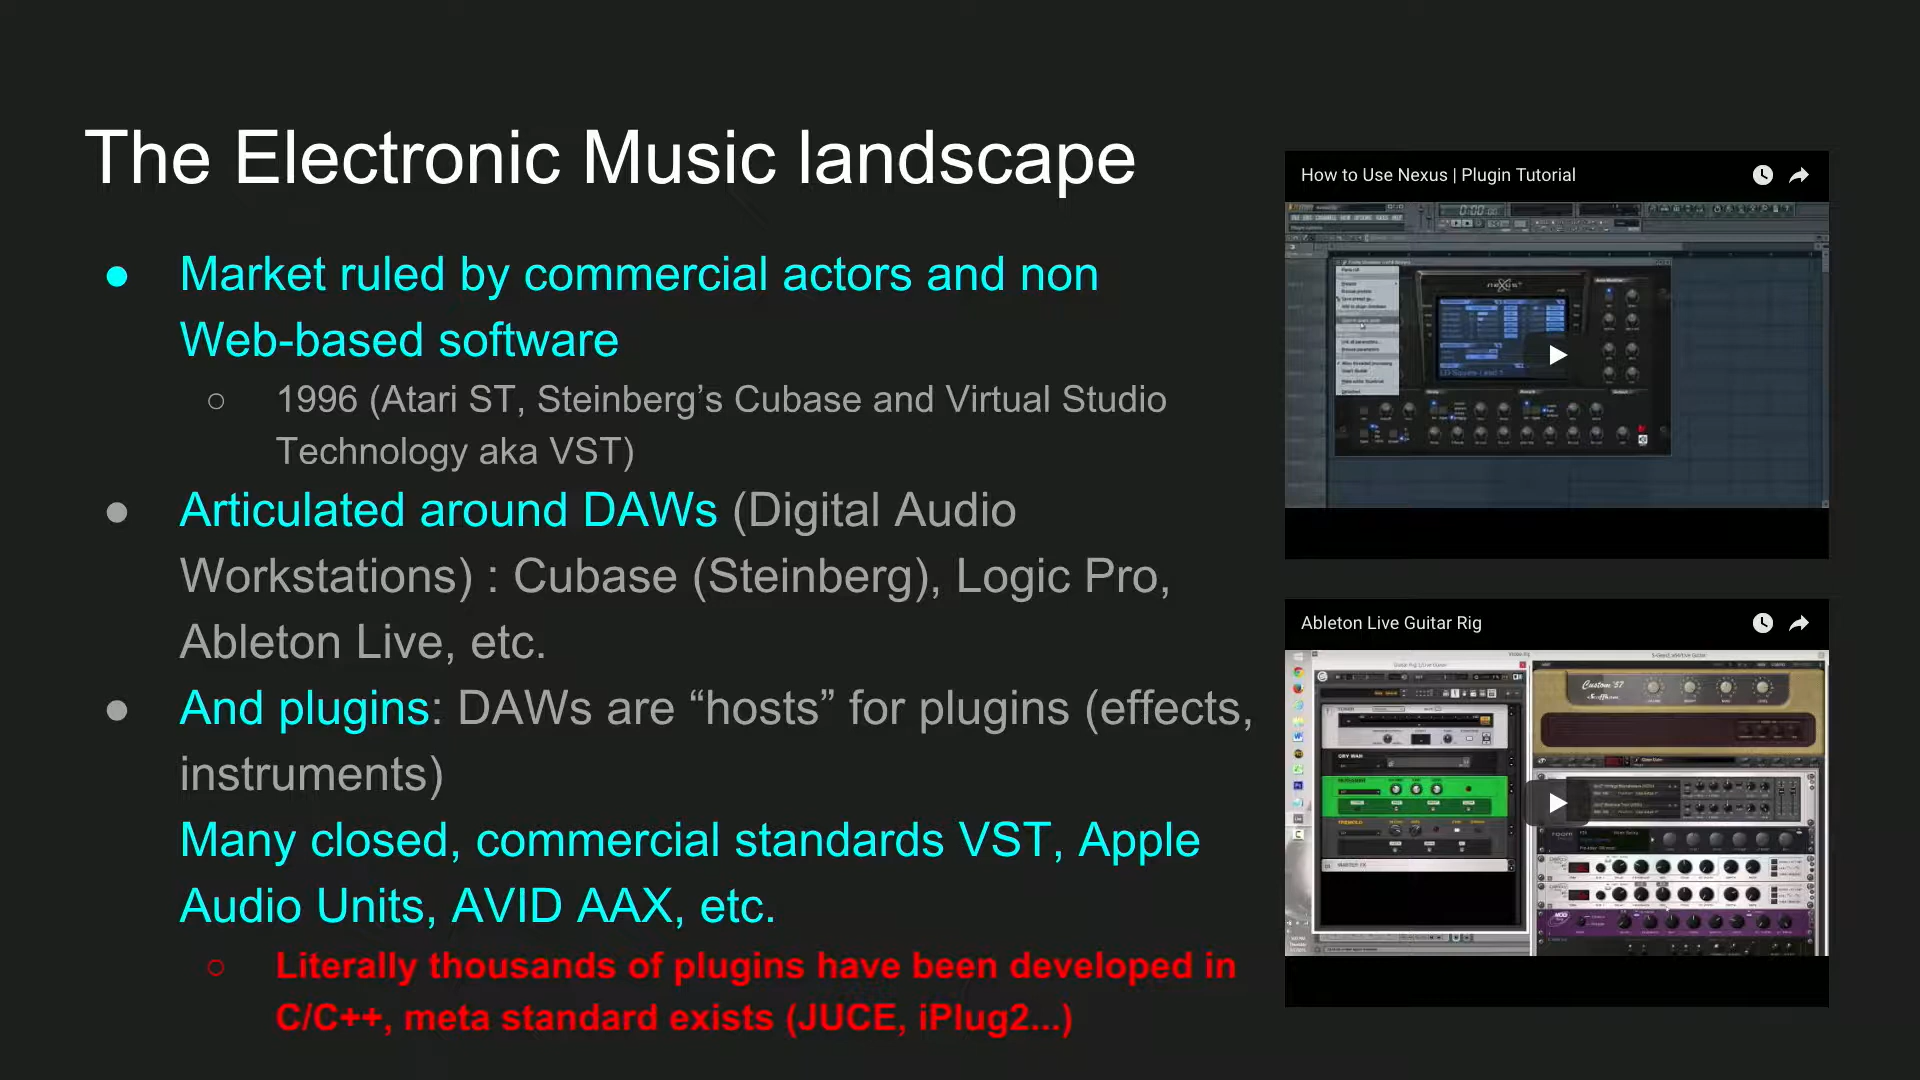 The Electronic Music landscape
● Market ruled by commercial actors and non
Web-based software
○ 1996 (Atari ST, Steinberg’s Cubase and Virtual Studio
Technology aka VST)
● Articulated around DAWs (Digital Audio
Workstations) : Cubase (Steinberg), Logic Pro,
Ableton Live, etc.
● And plugins: DAWs are “hosts” for plugins (effects,
instruments)
Many closed, commercial standards VST, Apple
Audio Units, AVID AAX, etc.
○ Literally thousands of plugins have been developed in
C/C++, meta standard exists (JUCE, iPlug2...)
How to Use Nexus | Plugin Tutorial
Ableton Live Guitar Rig
Custom '57